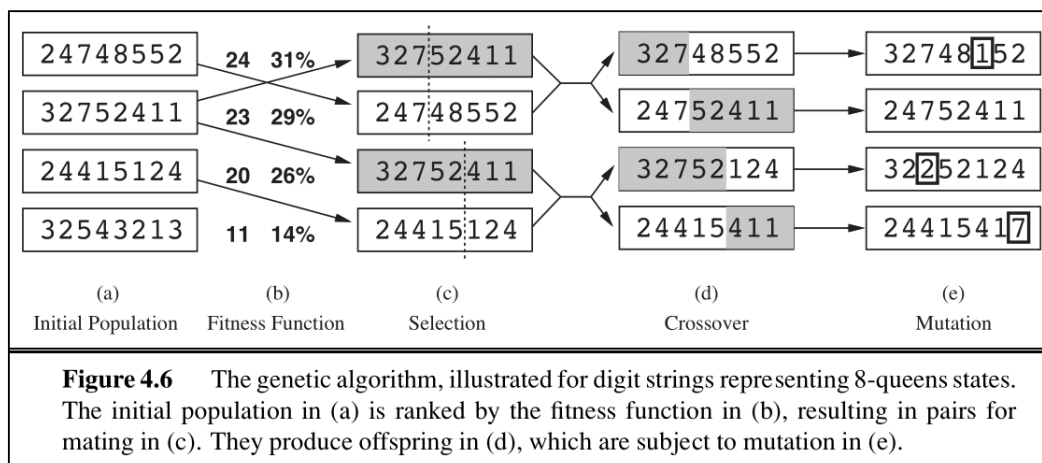 24748552 24 31% 32752411 32748552 32748152
32752411 23 29% 24748552 24752411 24752411
24415124 20 26% 32752411 32752124 32252124
32543213 11 14% 24415124 24415411 24415417
(a) (b) (c) (d) (e)
Initial Population Fitness Function Selection Crossover Mutation
Figure 4.6 The genetic algorithm, illustrated for digit strings representing 8-queens states.
The initial population in (a) is ranked by the fitness function in (b), resulting in pairs for
mating in (c). They produce offspring in (d), which are subject to mutation in (e).